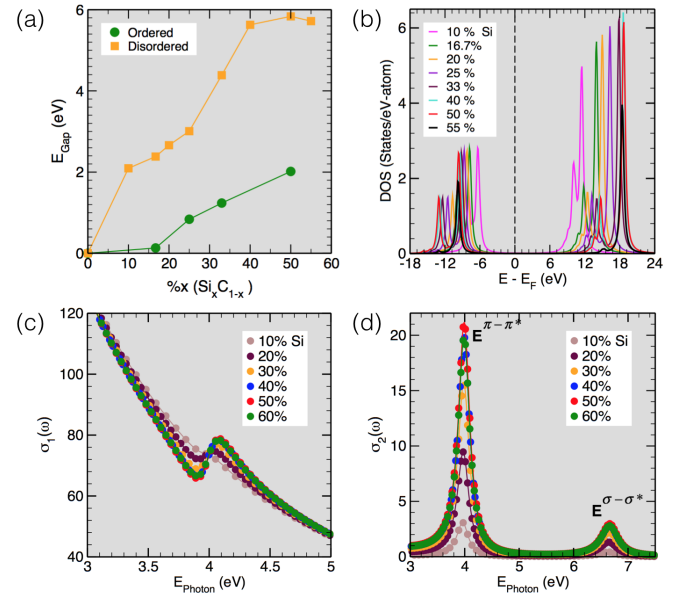 (a)
Ordered
Disordered
E_Gap (eV)
6
4
2
0
0 10 20 30 40 50 60
%x (Si_xC_{1-x})
(b)
10 % Si
16.7%
20 %
25 %
33 %
40 %
50 %
55 %
DOS (States/eV-atom)
6
4
2
0
-18 -12 -6 0 6 12 18 24
E - E_F (eV)
(c)
10% Si
20%
30%
40%
50%
60%
σ_1(ω)
120
100
80
60
40
3 3.5 4 4.5 5
E_Photon (eV)
(d)
E^{π-π*}
10% Si
20%
30%
40%
50%
60%
E^{σ-σ*}
σ_2(ω)
20
15
10
5
0
3 4 5 6 7
E_Photon (eV)